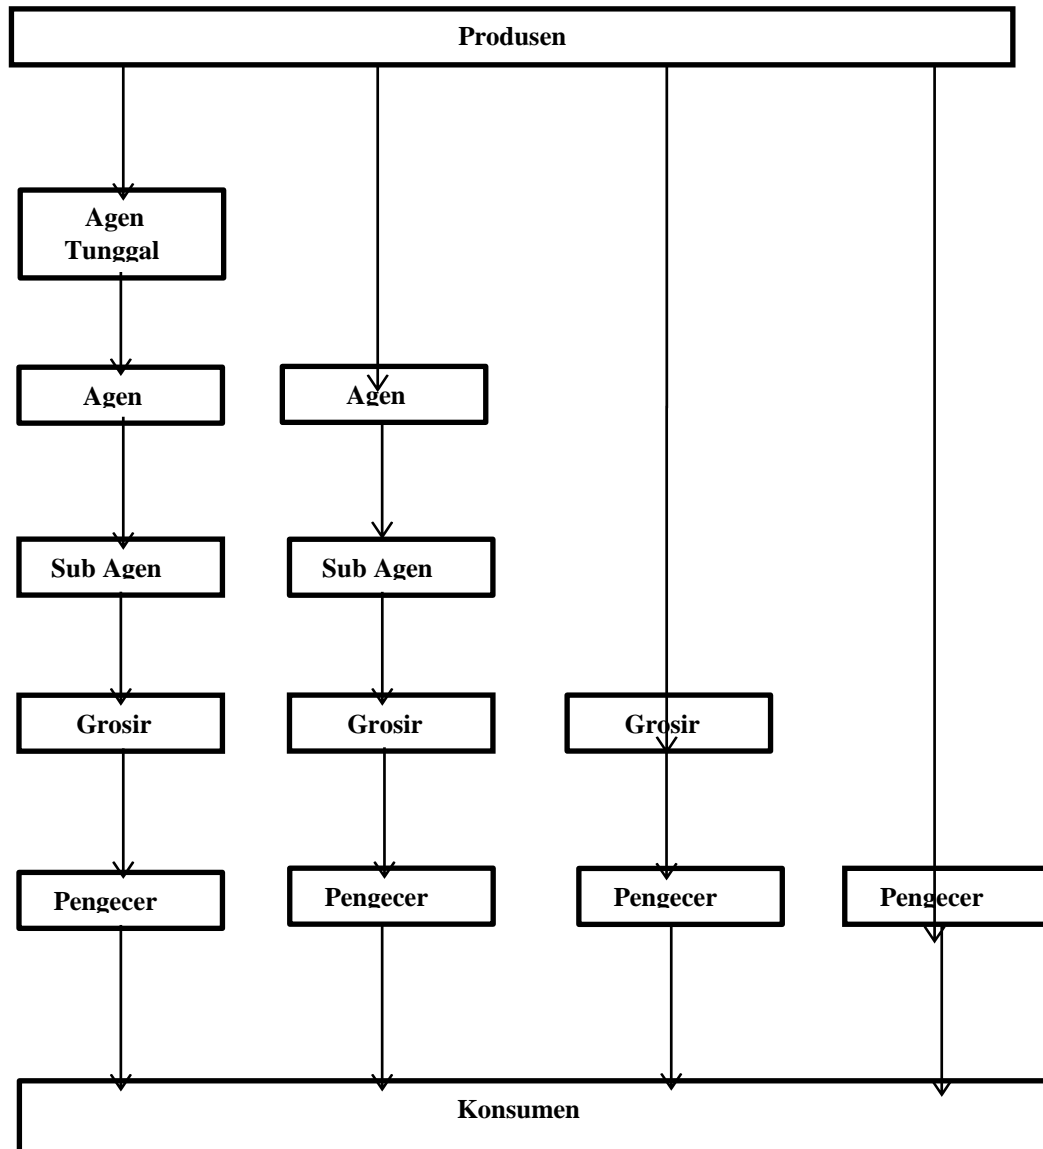 Produsen
Agen
Tunggal
Agen
Agen
Sub Agen
Sub Agen
Grosir
Grosir
Grosir
Pengecer
Pengecer
Pengecer
Pengecer
Konsumen